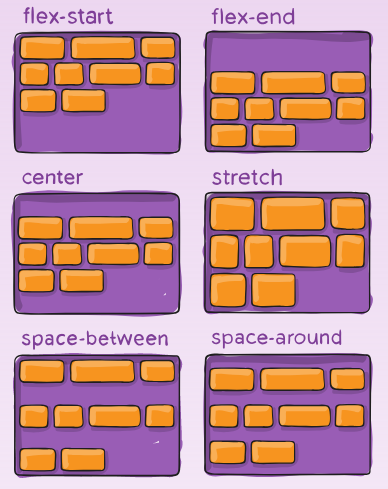 flex-start
flex-end
center
stretch
space-between
space-around